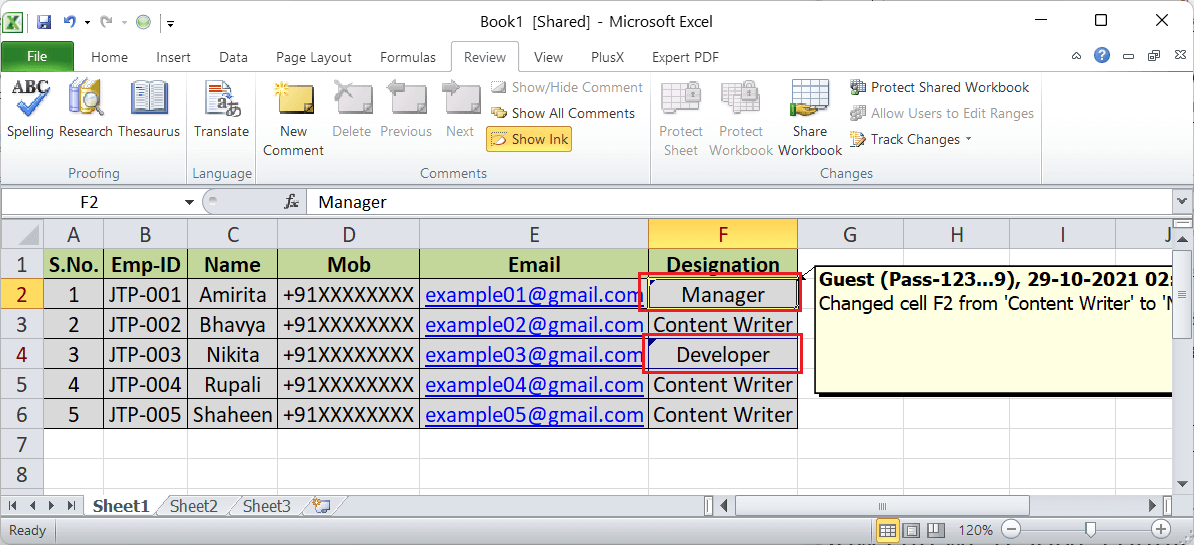 Book1 [Shared] - Microsoft Excel
File Home Insert Data Page Layout Formulas Review View PlusX Expert PDF
ABC
Spelling Research Thesaurus
Proofing
Translate
Language
New Comment
Delete Previous Next
Show/Hide Comment
Show All Comments
Show Ink
Comments
Protect Sheet
Protect Workbook
Share Workbook
Protect Shared Workbook
Allow Users to Edit Ranges
Track Changes
Changes
F2 fx Manager
A B C D E F G H I J
1 S.No. Emp-ID Name Mob Email Designation
2 1 JTP-001 Amirita +91XXXXXXXX example01@gmail.com Manager
3 2 JTP-002 Bhavya +91XXXXXXXX example02@gmail.com Content Writer
4 3 JTP-003 Nikita +91XXXXXXXX example03@gmail.com Developer
5 4 JTP-004 Rupali +91XXXXXXXX example04@gmail.com Content Writer
6 5 JTP-005 Shaheen +91XXXXXXXX example05@gmail.com Content Writer
7
8
Guest (Pass-123...9), 29-10-2021 02:
Changed cell F2 from 'Content Writer' to
Sheet1 Sheet2 Sheet3
Ready 120%